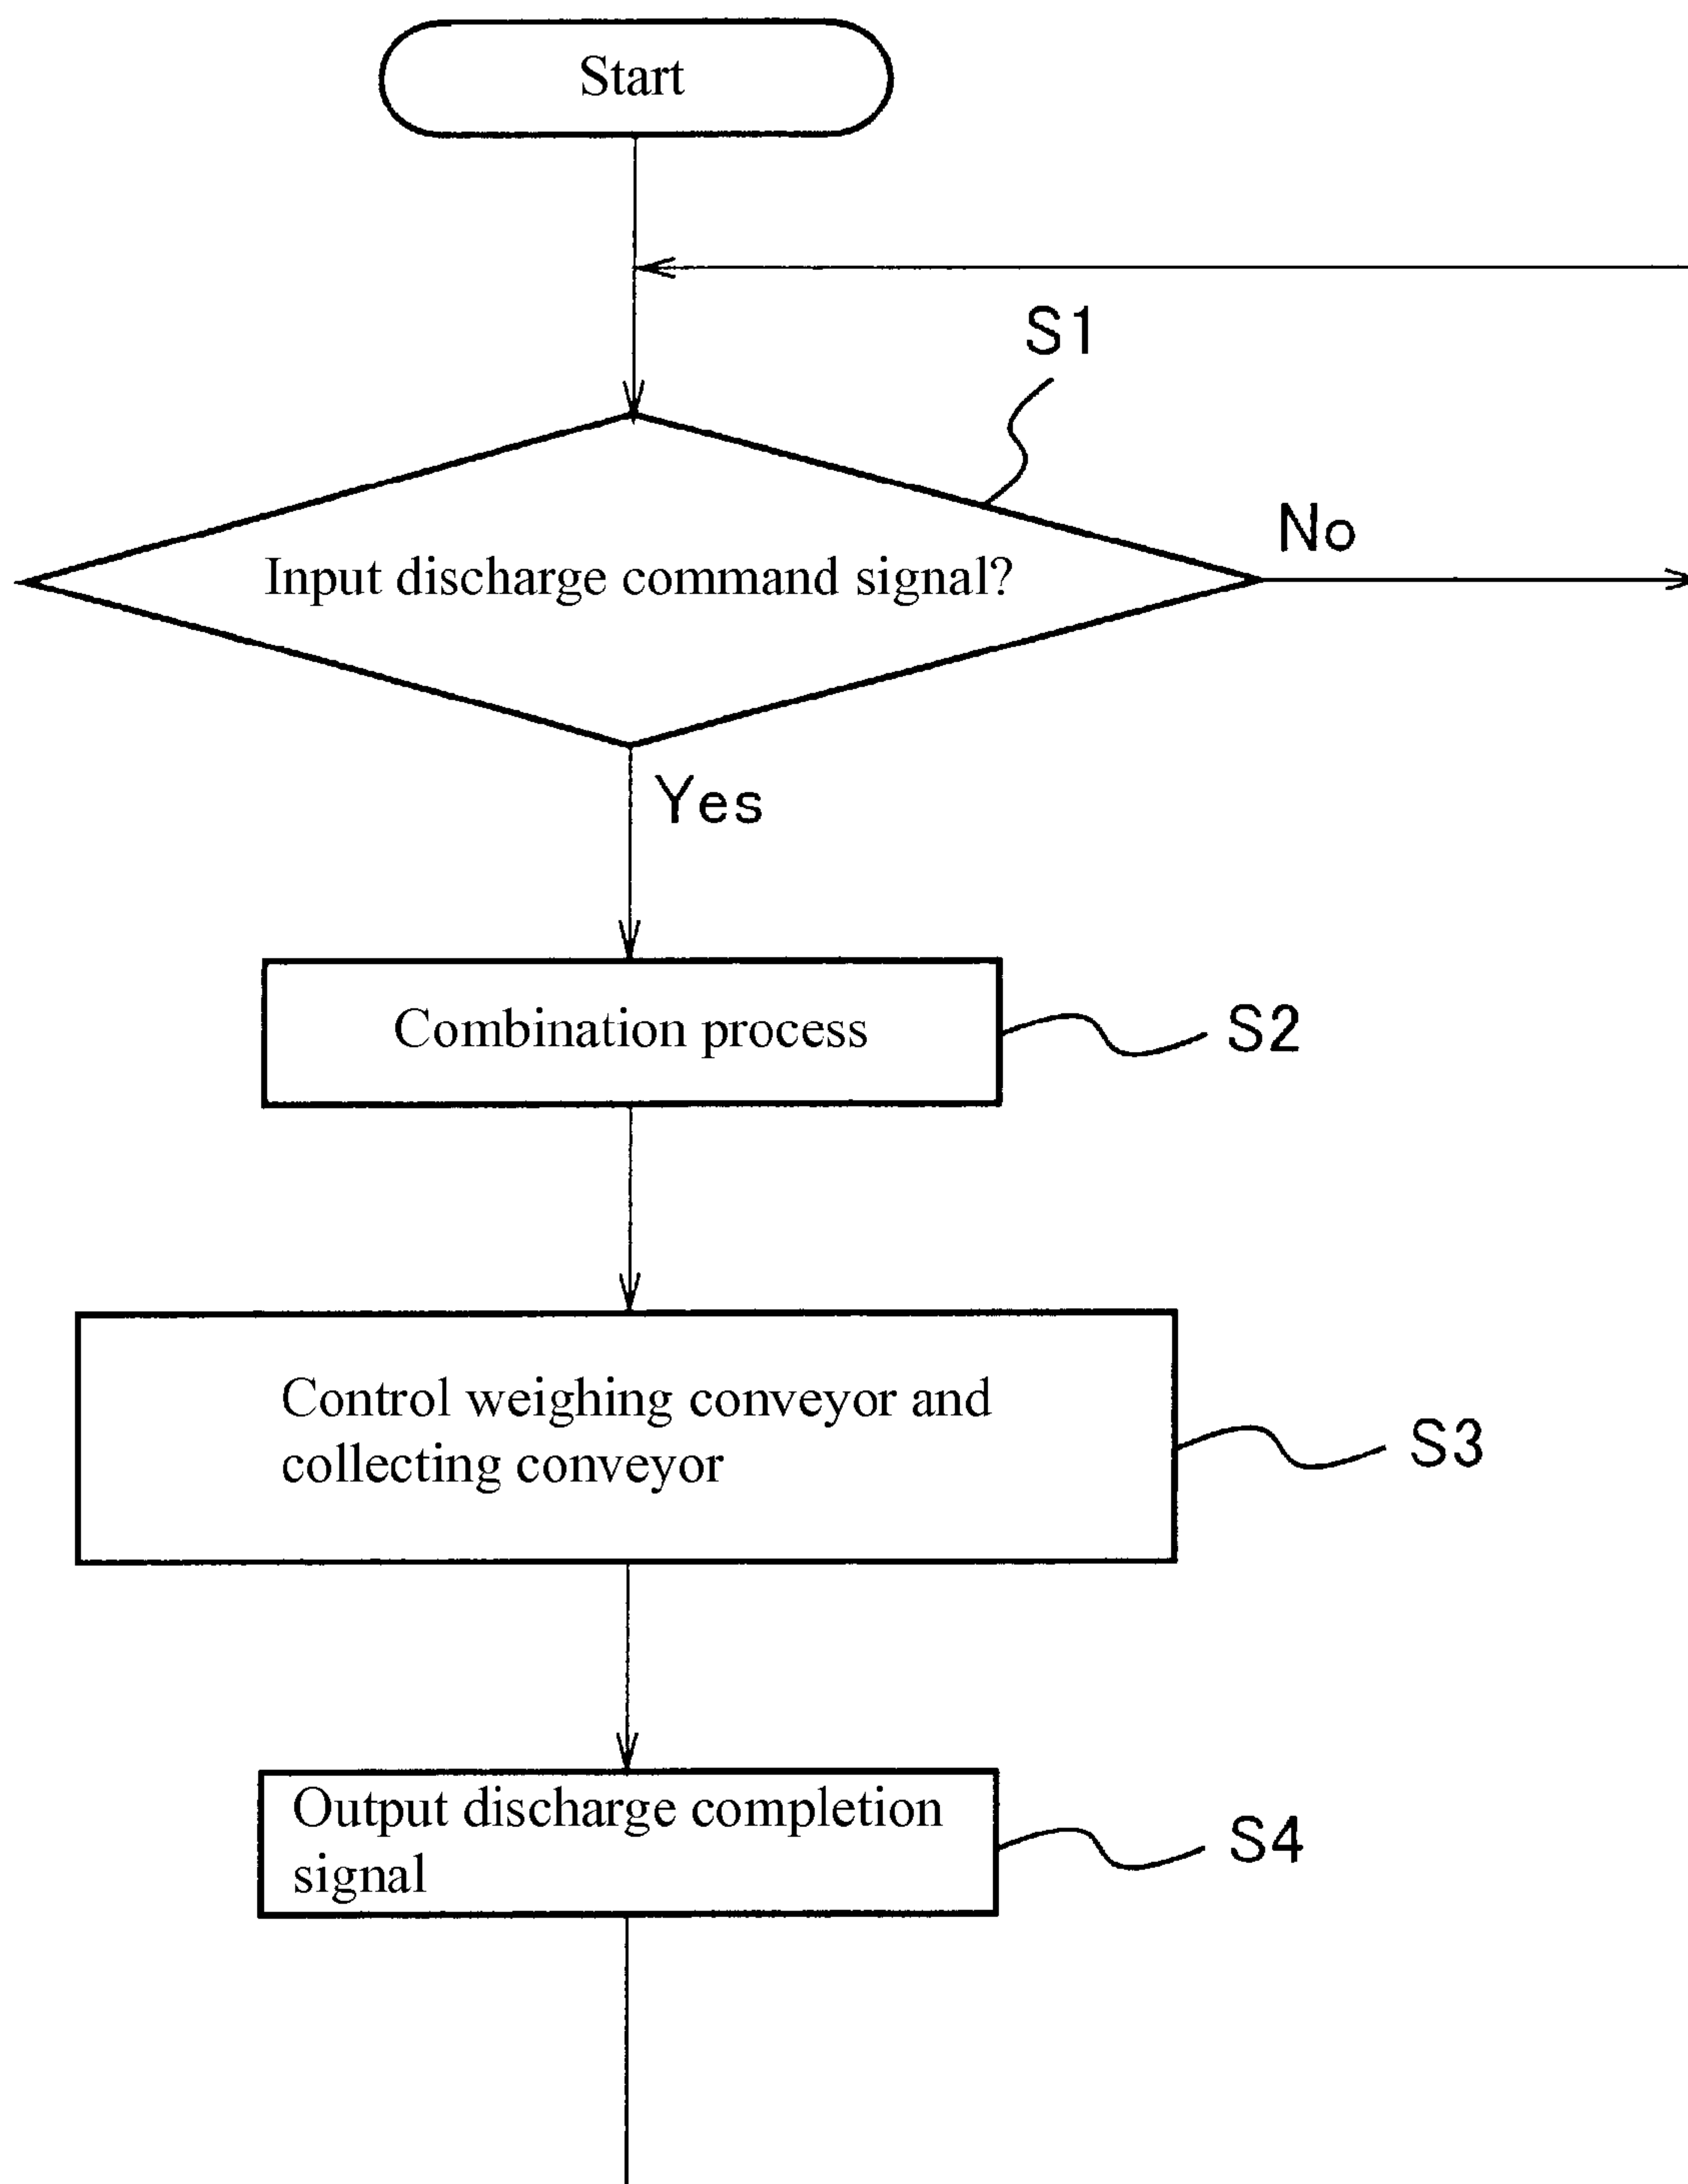 Start
S1
No
Input discharge command signal?
Yes
Combination process
S2
Control weighing conveyor and
collecting conveyor
S3
Output discharge completion
signal
S4